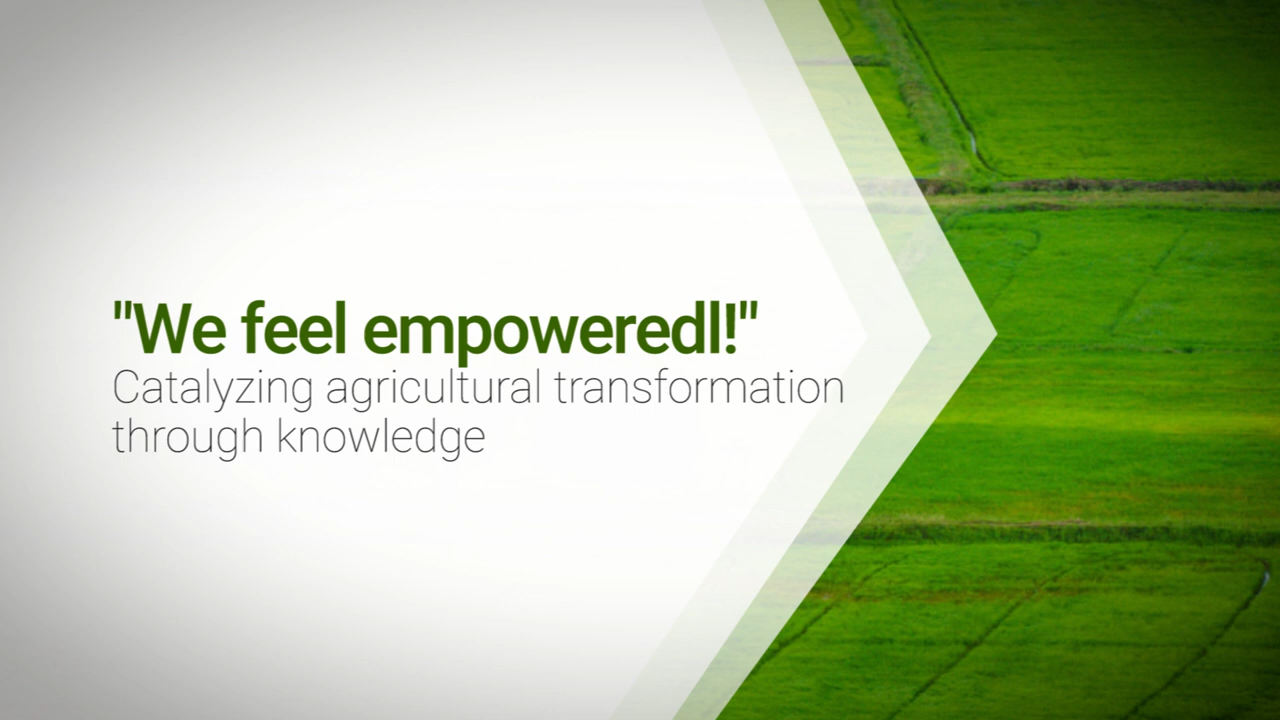 "We feel empoweredl!"
Catalyzing agricultural transformation
through knowledge